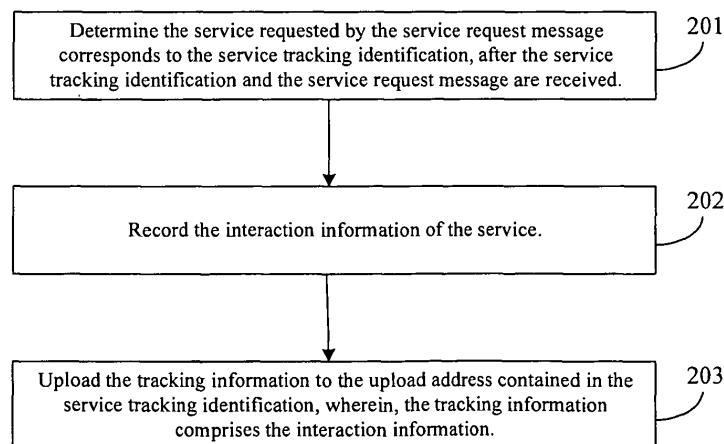 Determine the service requested by the service request message
corresponds to the service tracking identification, after the service
tracking identification and the service request message are received.
201
Record the interaction information of the service.
202
Upload the tracking information to the upload address contained in the
service tracking identification, wherein, the tracking information
comprises the interaction information.
203